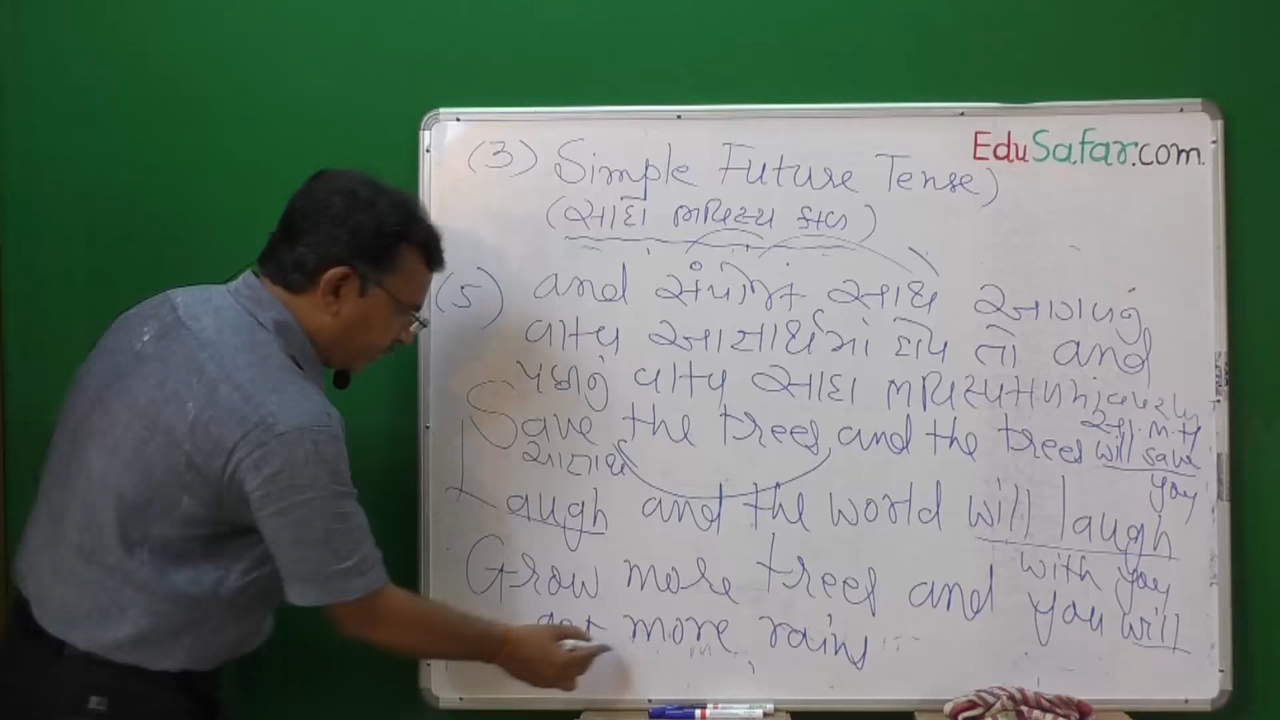 EduSafar.com
(3) Simple Future Tense)
(સાદો ભવિષ્ય કાળ)
(5) and સંયોજક સાથે આગળનું
વાક્ય આજ્ઞાર્થમાં હોય તો and
પછીનું વાક્ય સાદા ભવિષ્યકાળમાં
Save the trees and the trees will save
you
આજ્ઞાર્થ
Laugh and the world will laugh
with you
Grow more trees and you will
get more rains